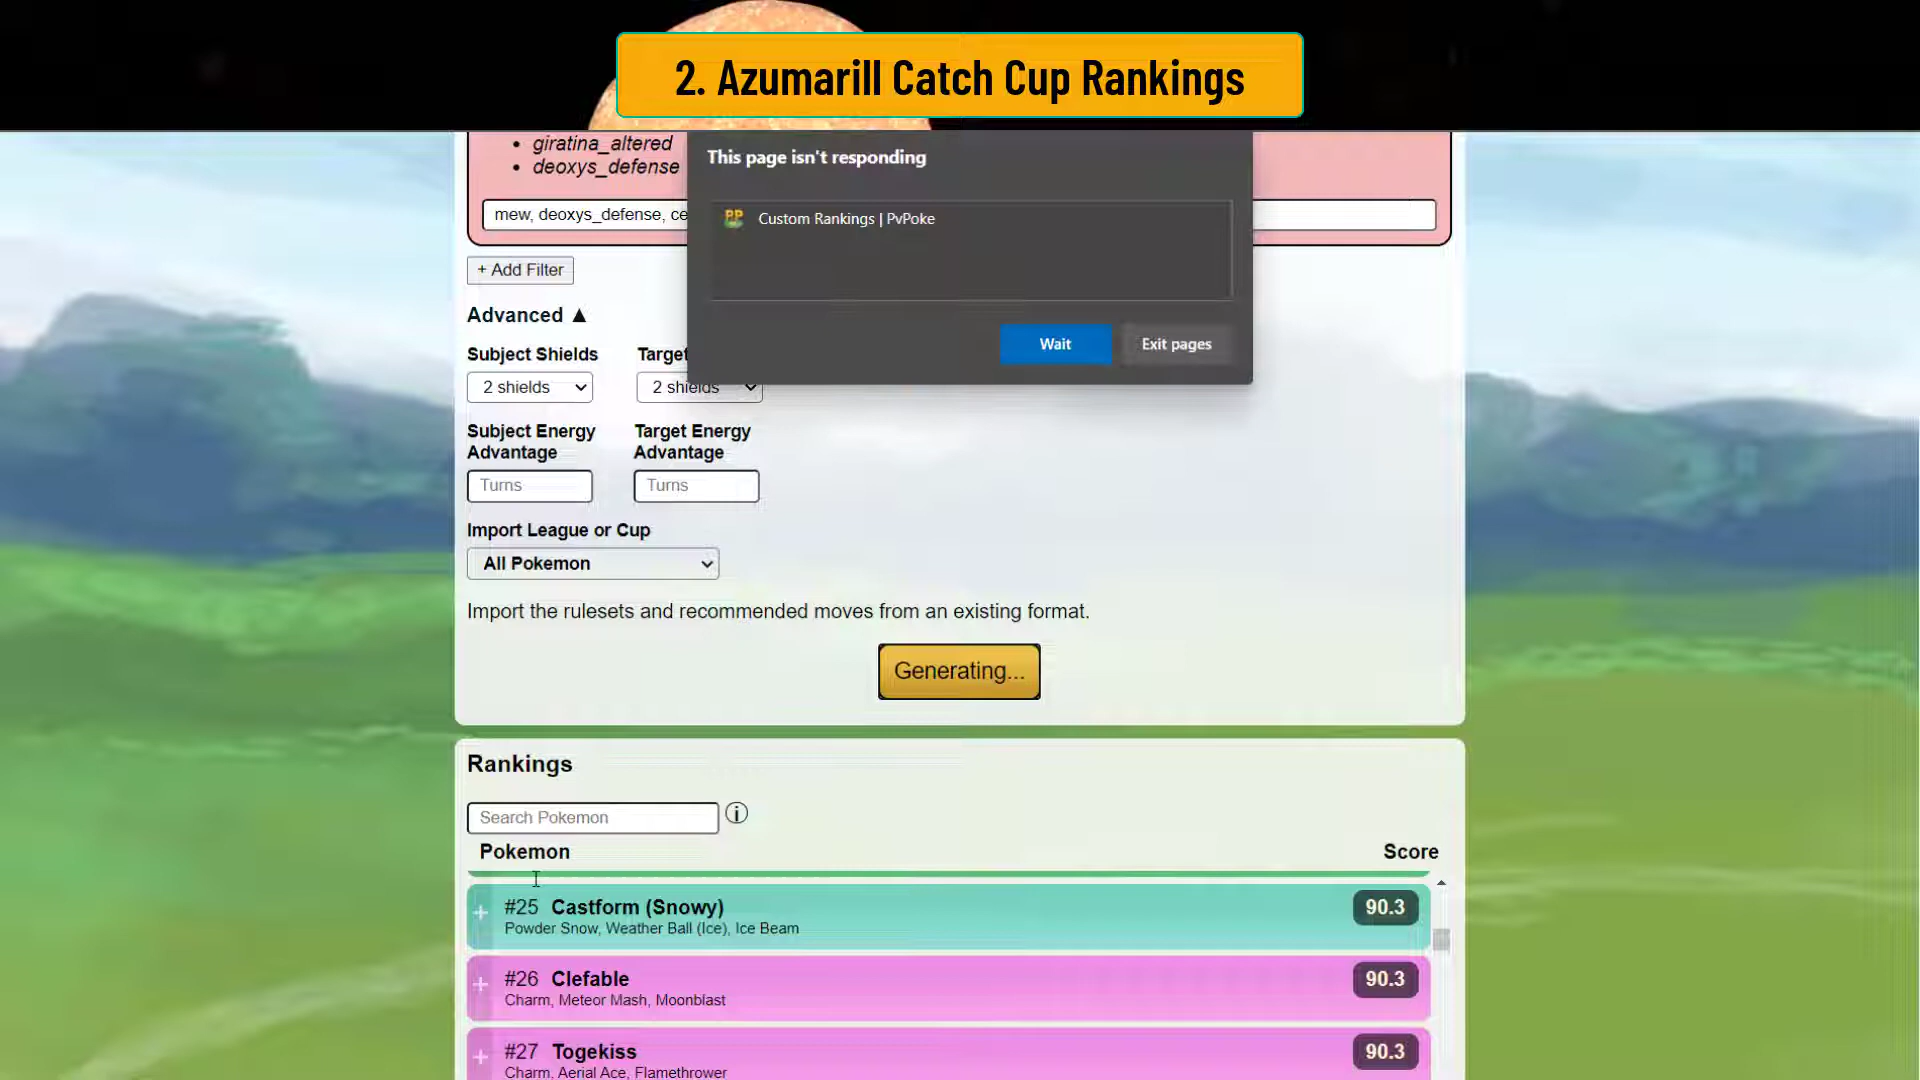 2. Azumarill Catch Cup Rankings
giratina_altered
deoxys_defense
mew, deoxys_defense, ce
This page isn't responding
PP Custom Rankings | PvPoke
Wait Exit pages
+ Add Filter
Advanced ▲
Subject Shields Target
2 shields 2 shields
Subject Energy Advantage
Target Energy Advantage
Turns Turns
Import League or Cup
All Pokemon
Import the rulesets and recommended moves from an existing format.
Generating...
Rankings
Search Pokemon i
Pokemon Score
+ #25 Castform (Snowy) 90.3
Powder Snow, Weather Ball (Ice), Ice Beam
+ #26 Clefable 90.3
Charm, Meteor Mash, Moonblast
+ #27 Togekiss 90.3
Charm, Aerial Ace, Flamethrower